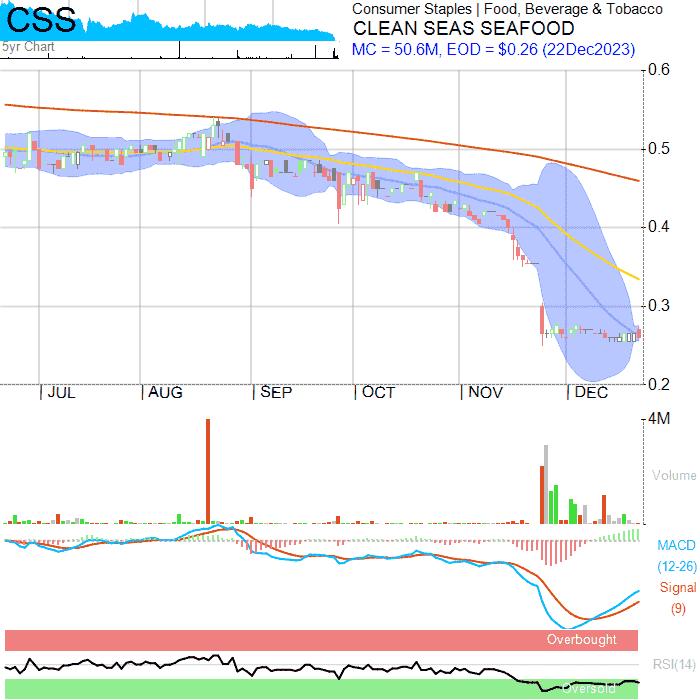 CSS
5yr Chart
Consumer Staples | Food, Beverage & Tobacco
CLEAN SEAS SEAFOOD
MC = 50.6M, EOD = $0.26 (22Dec2023)
0.6
0.5
0.4
0.3
0.2
JUL AUG SEP OCT NOV DEC
4M
Volume
MACD
(12-26)
Signal
(9)
Overbought
RSI(14)
Oversold